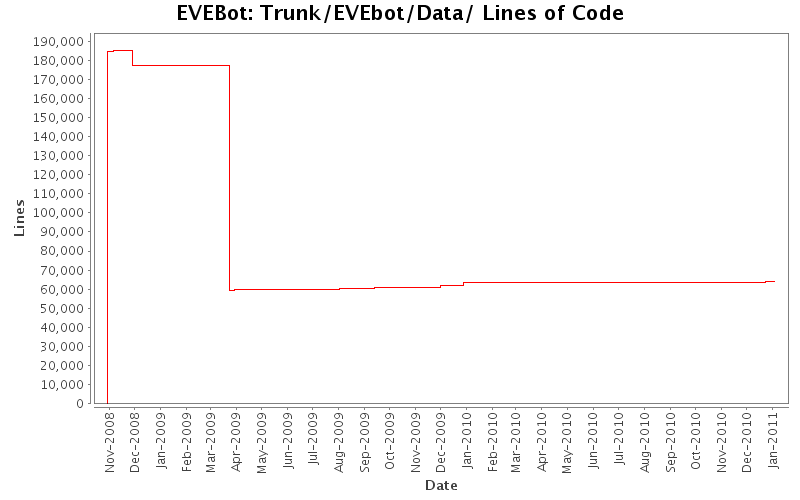 EVEBot: Trunk/EVEbot/Data/ Lines of Code
190,000
180,000
170,000
160,000
150,000
140,000
130,000
120,000
110,000
100,000
90,000
80,000
70,000
60,000
50,000
40,000
30,000
20,000
10,000
0
Lines
Nov-2008
Dec-2008
Jan-2009
Feb-2009
Mar-2009
Apr-2009
May-2009
Jun-2009
Jul-2009
Aug-2009
Sep-2009
Oct-2009
Nov-2009
Dec-2009
Jan-2010
Feb-2010
Mar-2010
Apr-2010
May-2010
Jun-2010
Jul-2010
Aug-2010
Sep-2010
Oct-2010
Nov-2010
Dec-2010
Jan-2011
Date